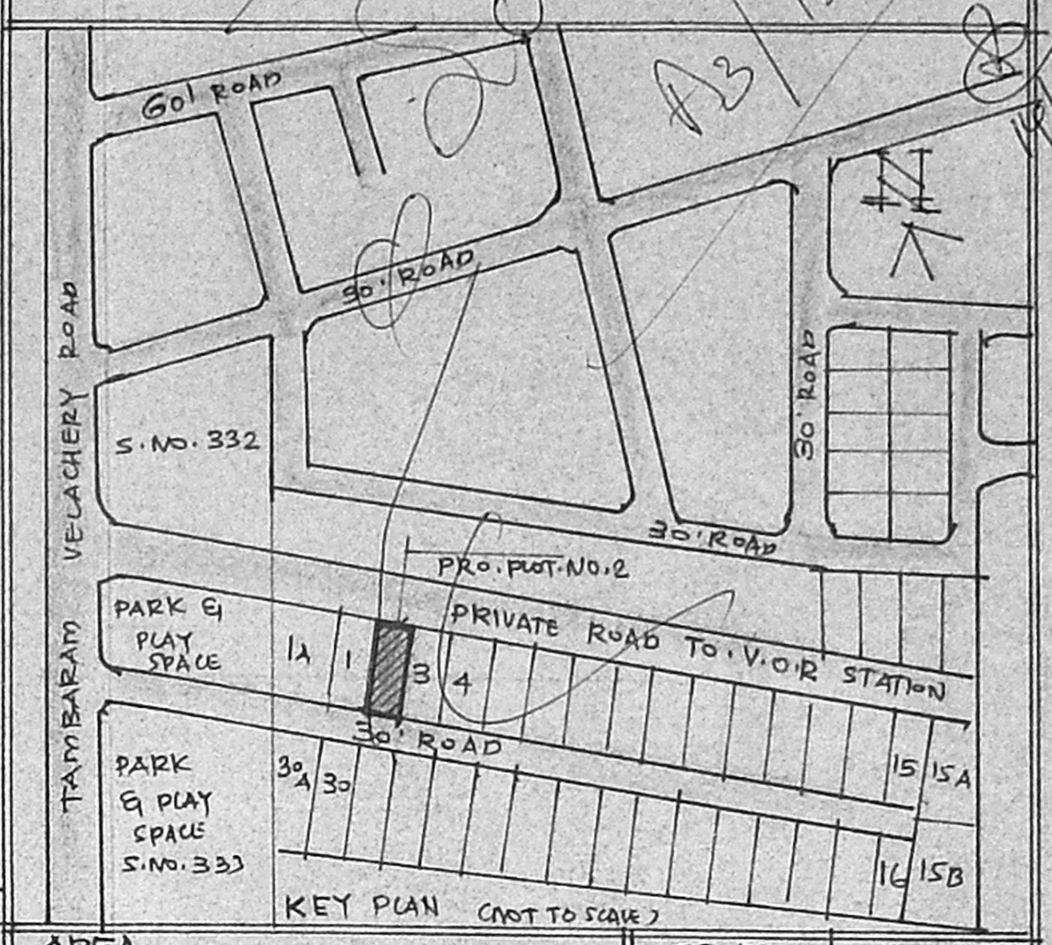 A3
60' ROAD
N
30' ROAD
TAMBARAM VELACHERY ROAD
30' ROAD
S.NO. 332
30' ROAD
PRO. PLOT. NO. 2
PRIVATE ROAD TO. V.O.R STATION
PARK &
PLAY
SPACE
1A
1
3
4
15
15A
30' ROAD
PARK
& PLAY
SPACE
S.NO. 333
30A
30
16
15B
KEY PLAN (NOT TO SCALE)
AREA